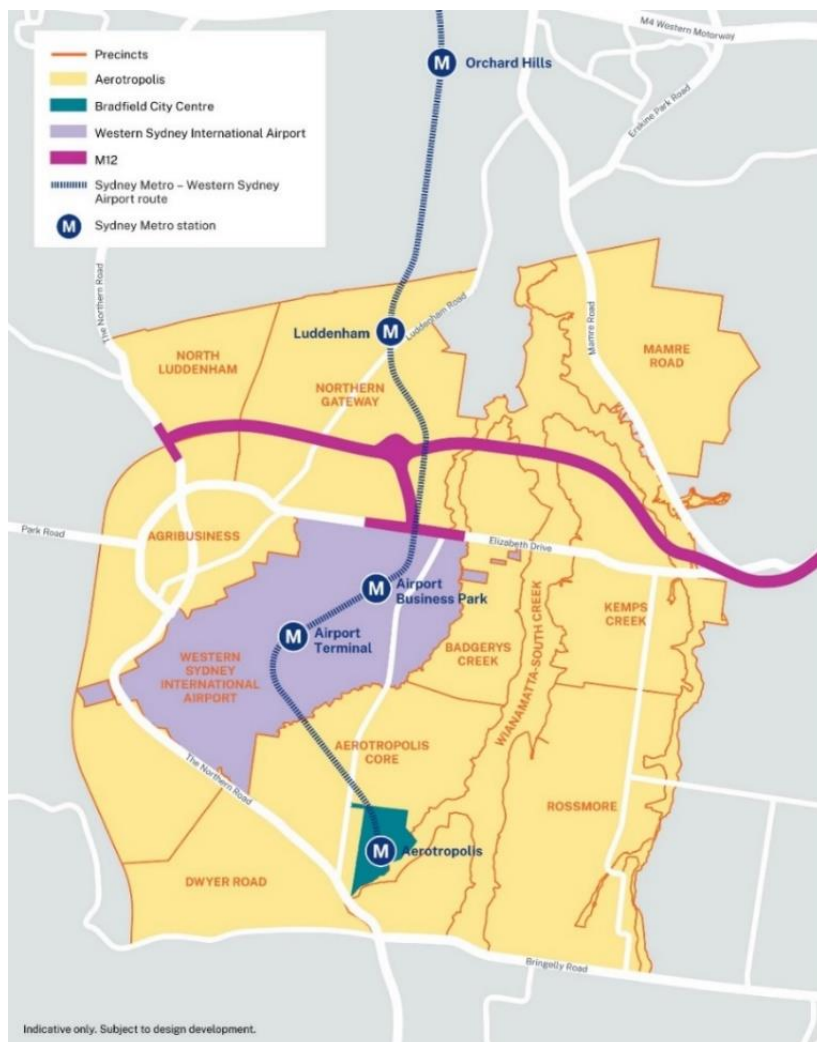 Precincts
Aerotropolis
Bradfield City Centre
Western Sydney International Airport
M12
Sydney Metro – Western Sydney
Airport route
M
Sydney Metro station
M
Orchard Hills
M4 Western Motorway
Erskine Park Road
The Northern Road
Luddenham
M
Luddenham Road
Mamre Road
NORTH
LUDDENHAM
NORTHERN
GATEWAY
MAMRE
ROAD
Park Road
AGRIBUSINESS
Elizabeth Drive
M
Airport
Business Park
M
Airport
Terminal
KEMPS
CREEK
BADGERYS
CREEK
WIANAMATTA-SOUTH CREEK
WESTERN
SYDNEY
INTERNATIONAL
AIRPORT
AEROTROPOLIS
CORE
The Northern Road
ROSSMORE
M
Aerotropolis
DWYER ROAD
Bringelly Road
Indicative only. Subject to design development.